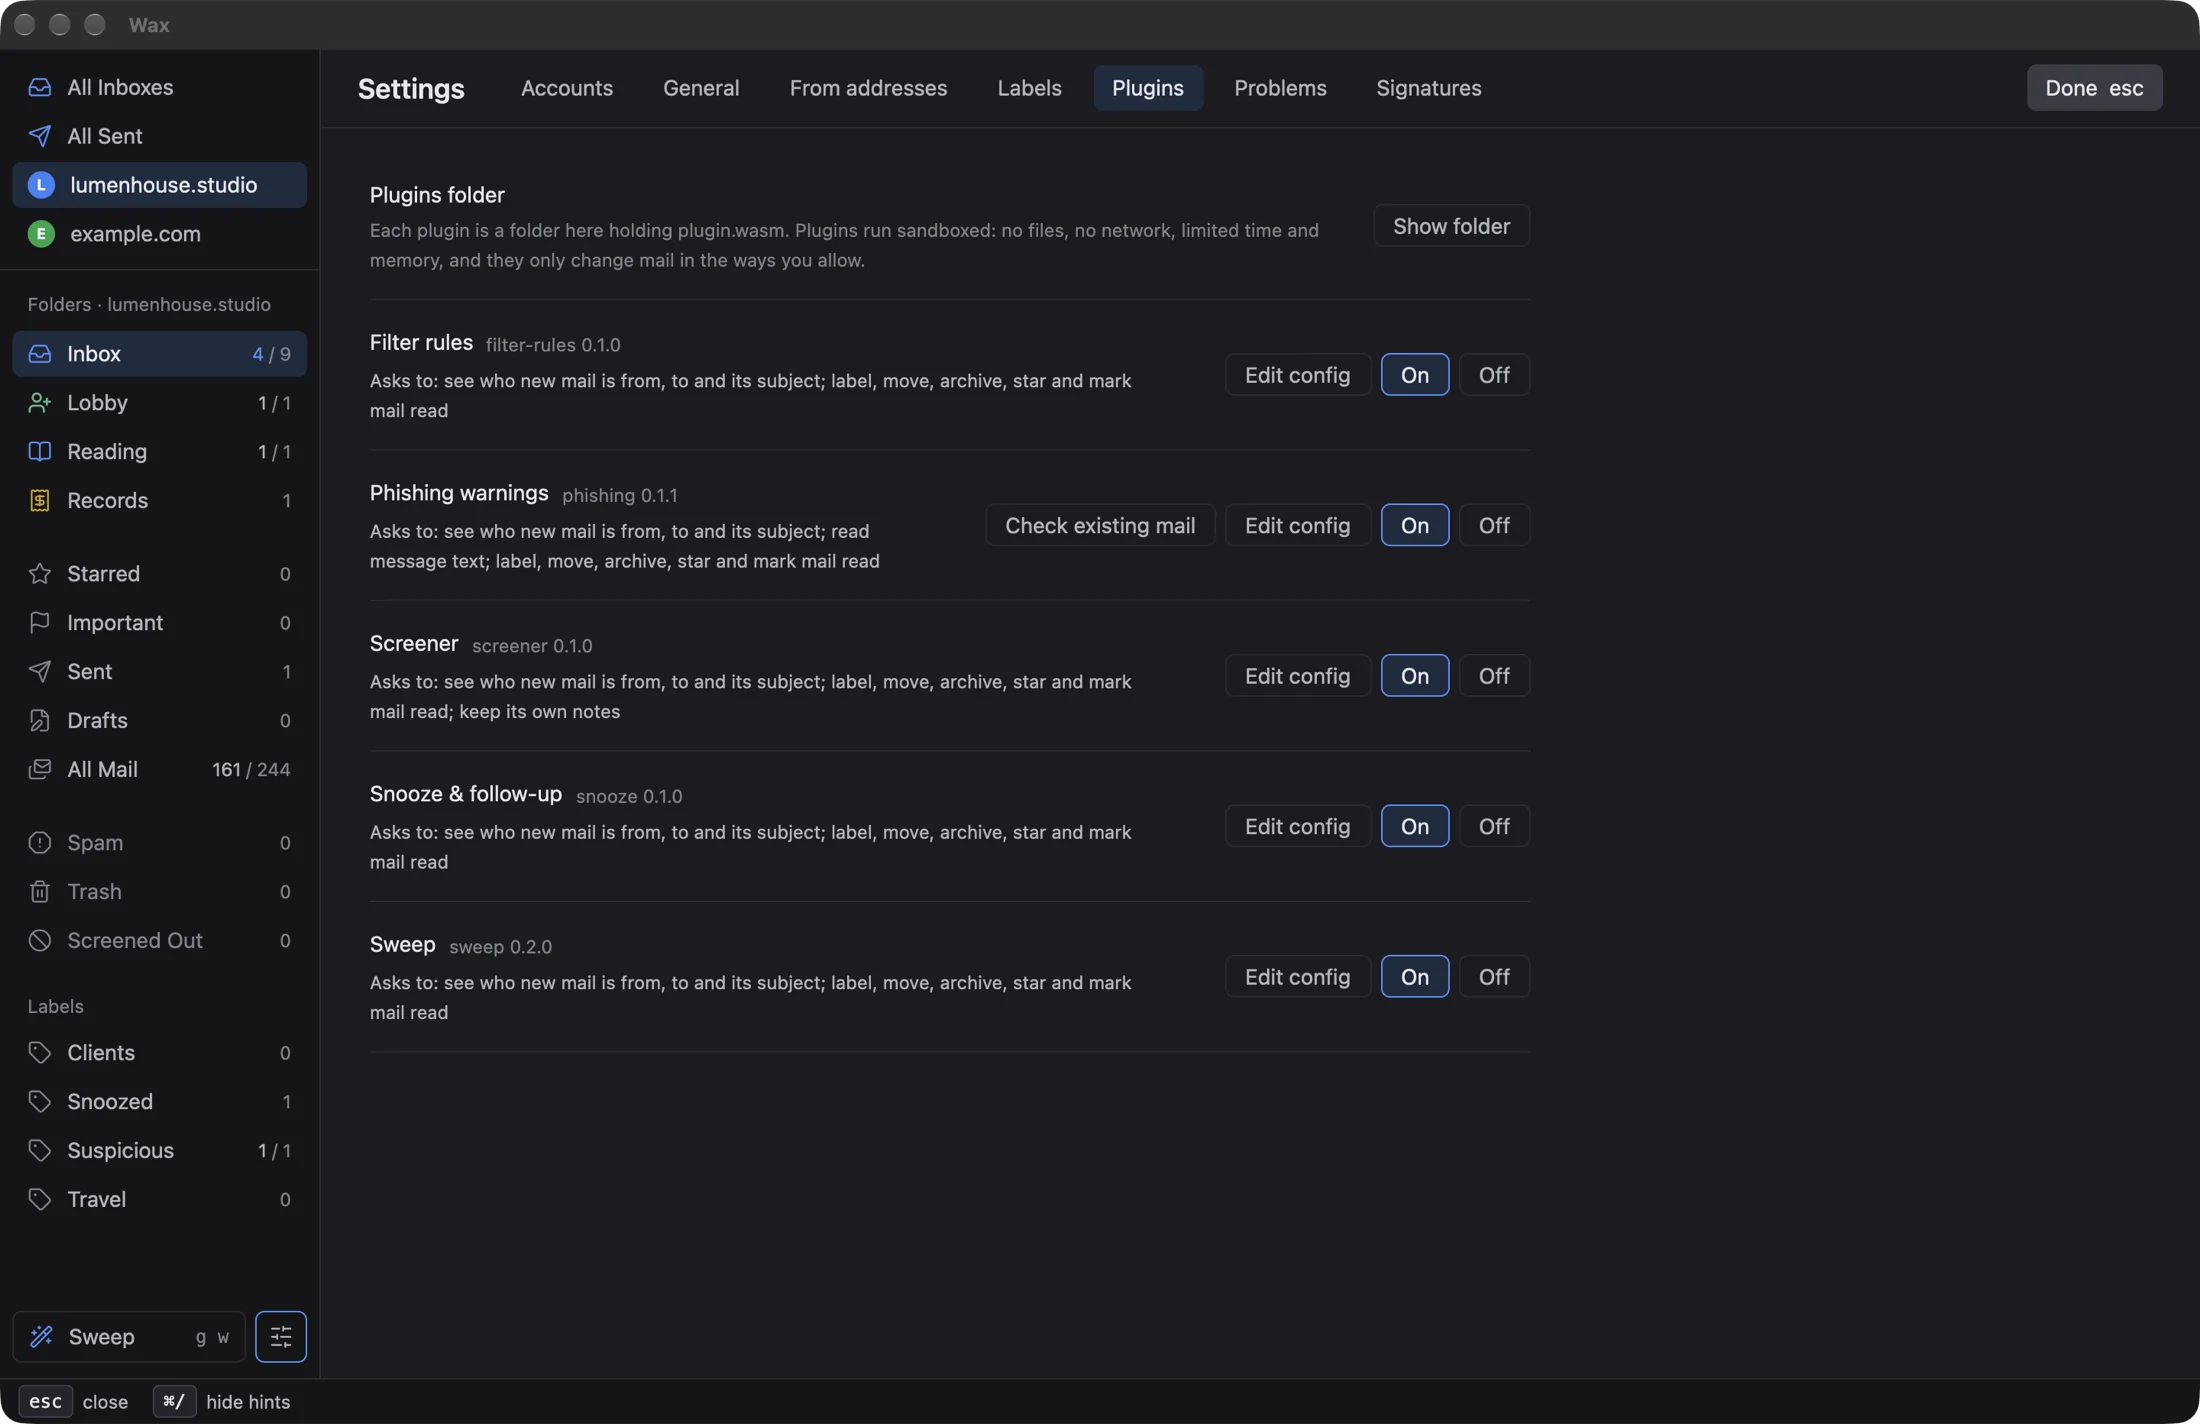 Wax
All Inboxes
All Sent
L lumenhouse.studio
E example.com
Folders · lumenhouse.studio
Inbox 4 / 9
Lobby 1 / 1
Reading 1 / 1
Records 1
Starred 0
Important 0
Sent 1
Drafts 0
All Mail 161 / 244
Spam 0
Trash 0
Screened Out 0
Labels
Clients 0
Snoozed 1
Suspicious 1 / 1
Travel 0
Sweep g w
Settings Accounts General From addresses Labels Plugins Problems Signatures Done esc
Plugins folder
Each plugin is a folder here holding plugin.wasm. Plugins run sandboxed: no files, no network, limited time and
memory, and they only change mail in the ways you allow.
Show folder
Filter rules filter-rules 0.1.0
Asks to: see who new mail is from, to and its subject; label, move, archive, star and mark
mail read
Edit config On Off
Phishing warnings phishing 0.1.1
Asks to: see who new mail is from, to and its subject; read
message text; label, move, archive, star and mark mail read
Check existing mail Edit config On Off
Screener screener 0.1.0
Asks to: see who new mail is from, to and its subject; label, move, archive, star and mark
mail read; keep its own notes
Edit config On Off
Snooze & follow-up snooze 0.1.0
Asks to: see who new mail is from, to and its subject; label, move, archive, star and mark
mail read
Edit config On Off
Sweep sweep 0.2.0
Asks to: see who new mail is from, to and its subject; label, move, archive, star and mark
mail read
Edit config On Off
esc close ⌘/ hide hints